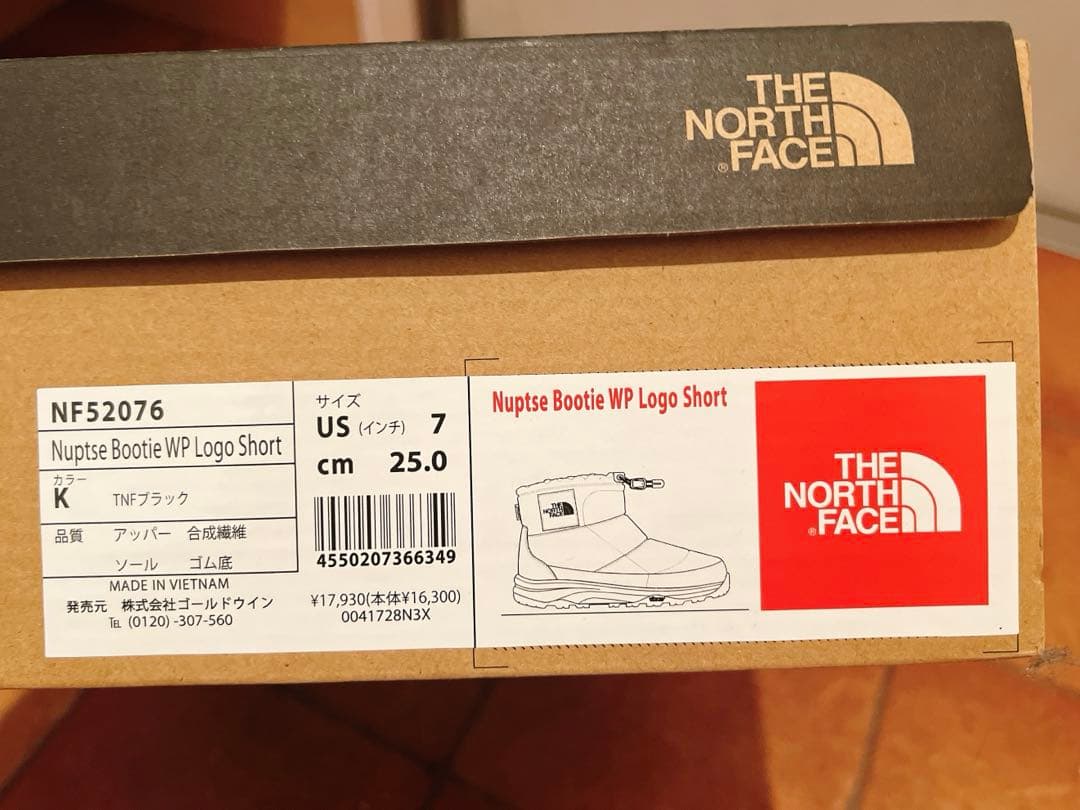 THE
NORTH
FACE
®
NF52076
Nuptse Bootie WP Logo Short
カラー
K TNFブラック
品質 アッパー 合成繊維
ソール ゴム底
MADE IN VIETNAM
発売元 株式会社ゴールドウイン
℡ (0120) -307-560
サイズ
US (インチ) 7
cm 25.0
4550207366349
¥17,930(本体¥16,300)
0041728N3X
Nuptse Bootie WP Logo Short
THE
NORTH
FACE
THE
NORTH
FACE
®